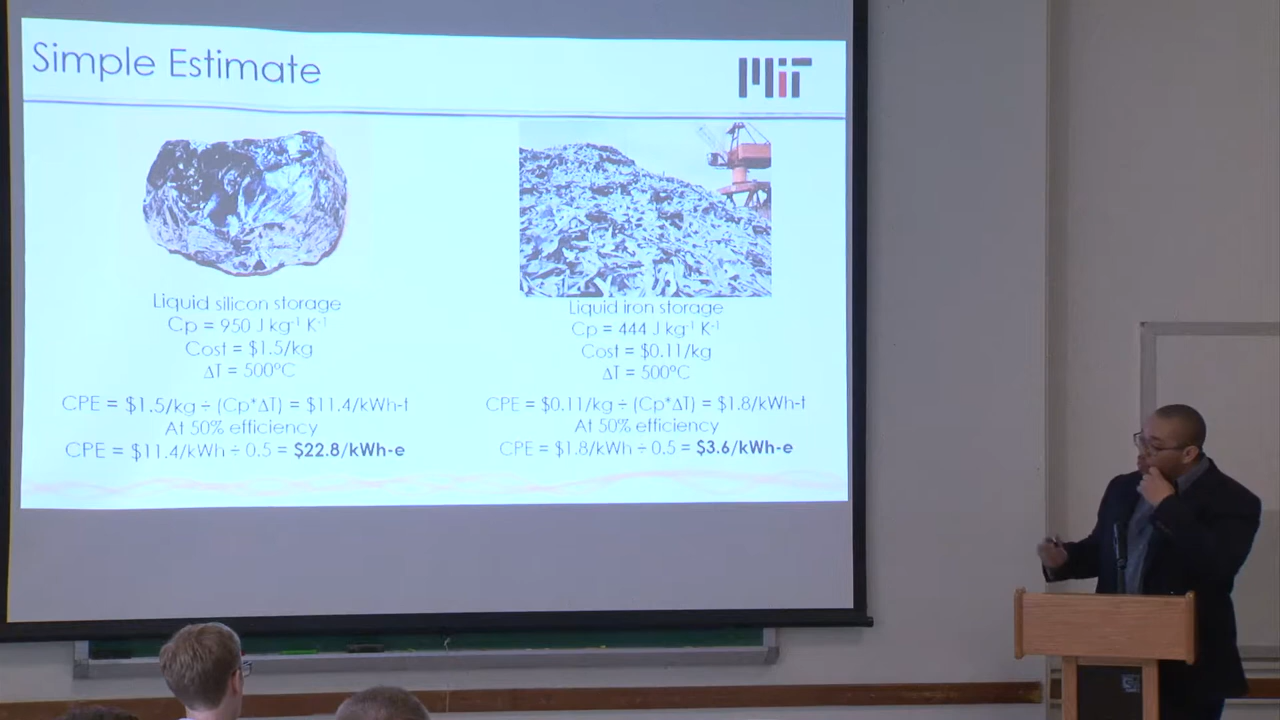 Simple Estimate
MIT
Liquid silicon storage
Cp = 950 J kg⁻¹ K⁻¹
Cost = $1.5/kg
ΔT = 500°C
CPE = $1.5/kg ÷ (Cp*ΔT) = $11.4/kWh-t
At 50% efficiency
CPE = $11.4/kWh ÷ 0.5 = $22.8/kWh-e
Liquid iron storage
Cp = 444 J kg⁻¹ K⁻¹
Cost = $0.11/kg
ΔT = 500°C
CPE = $0.11/kg ÷ (Cp*ΔT) = $1.8/kWh-t
At 50% efficiency
CPE = $1.8/kWh ÷ 0.5 = $3.6/kWh-e